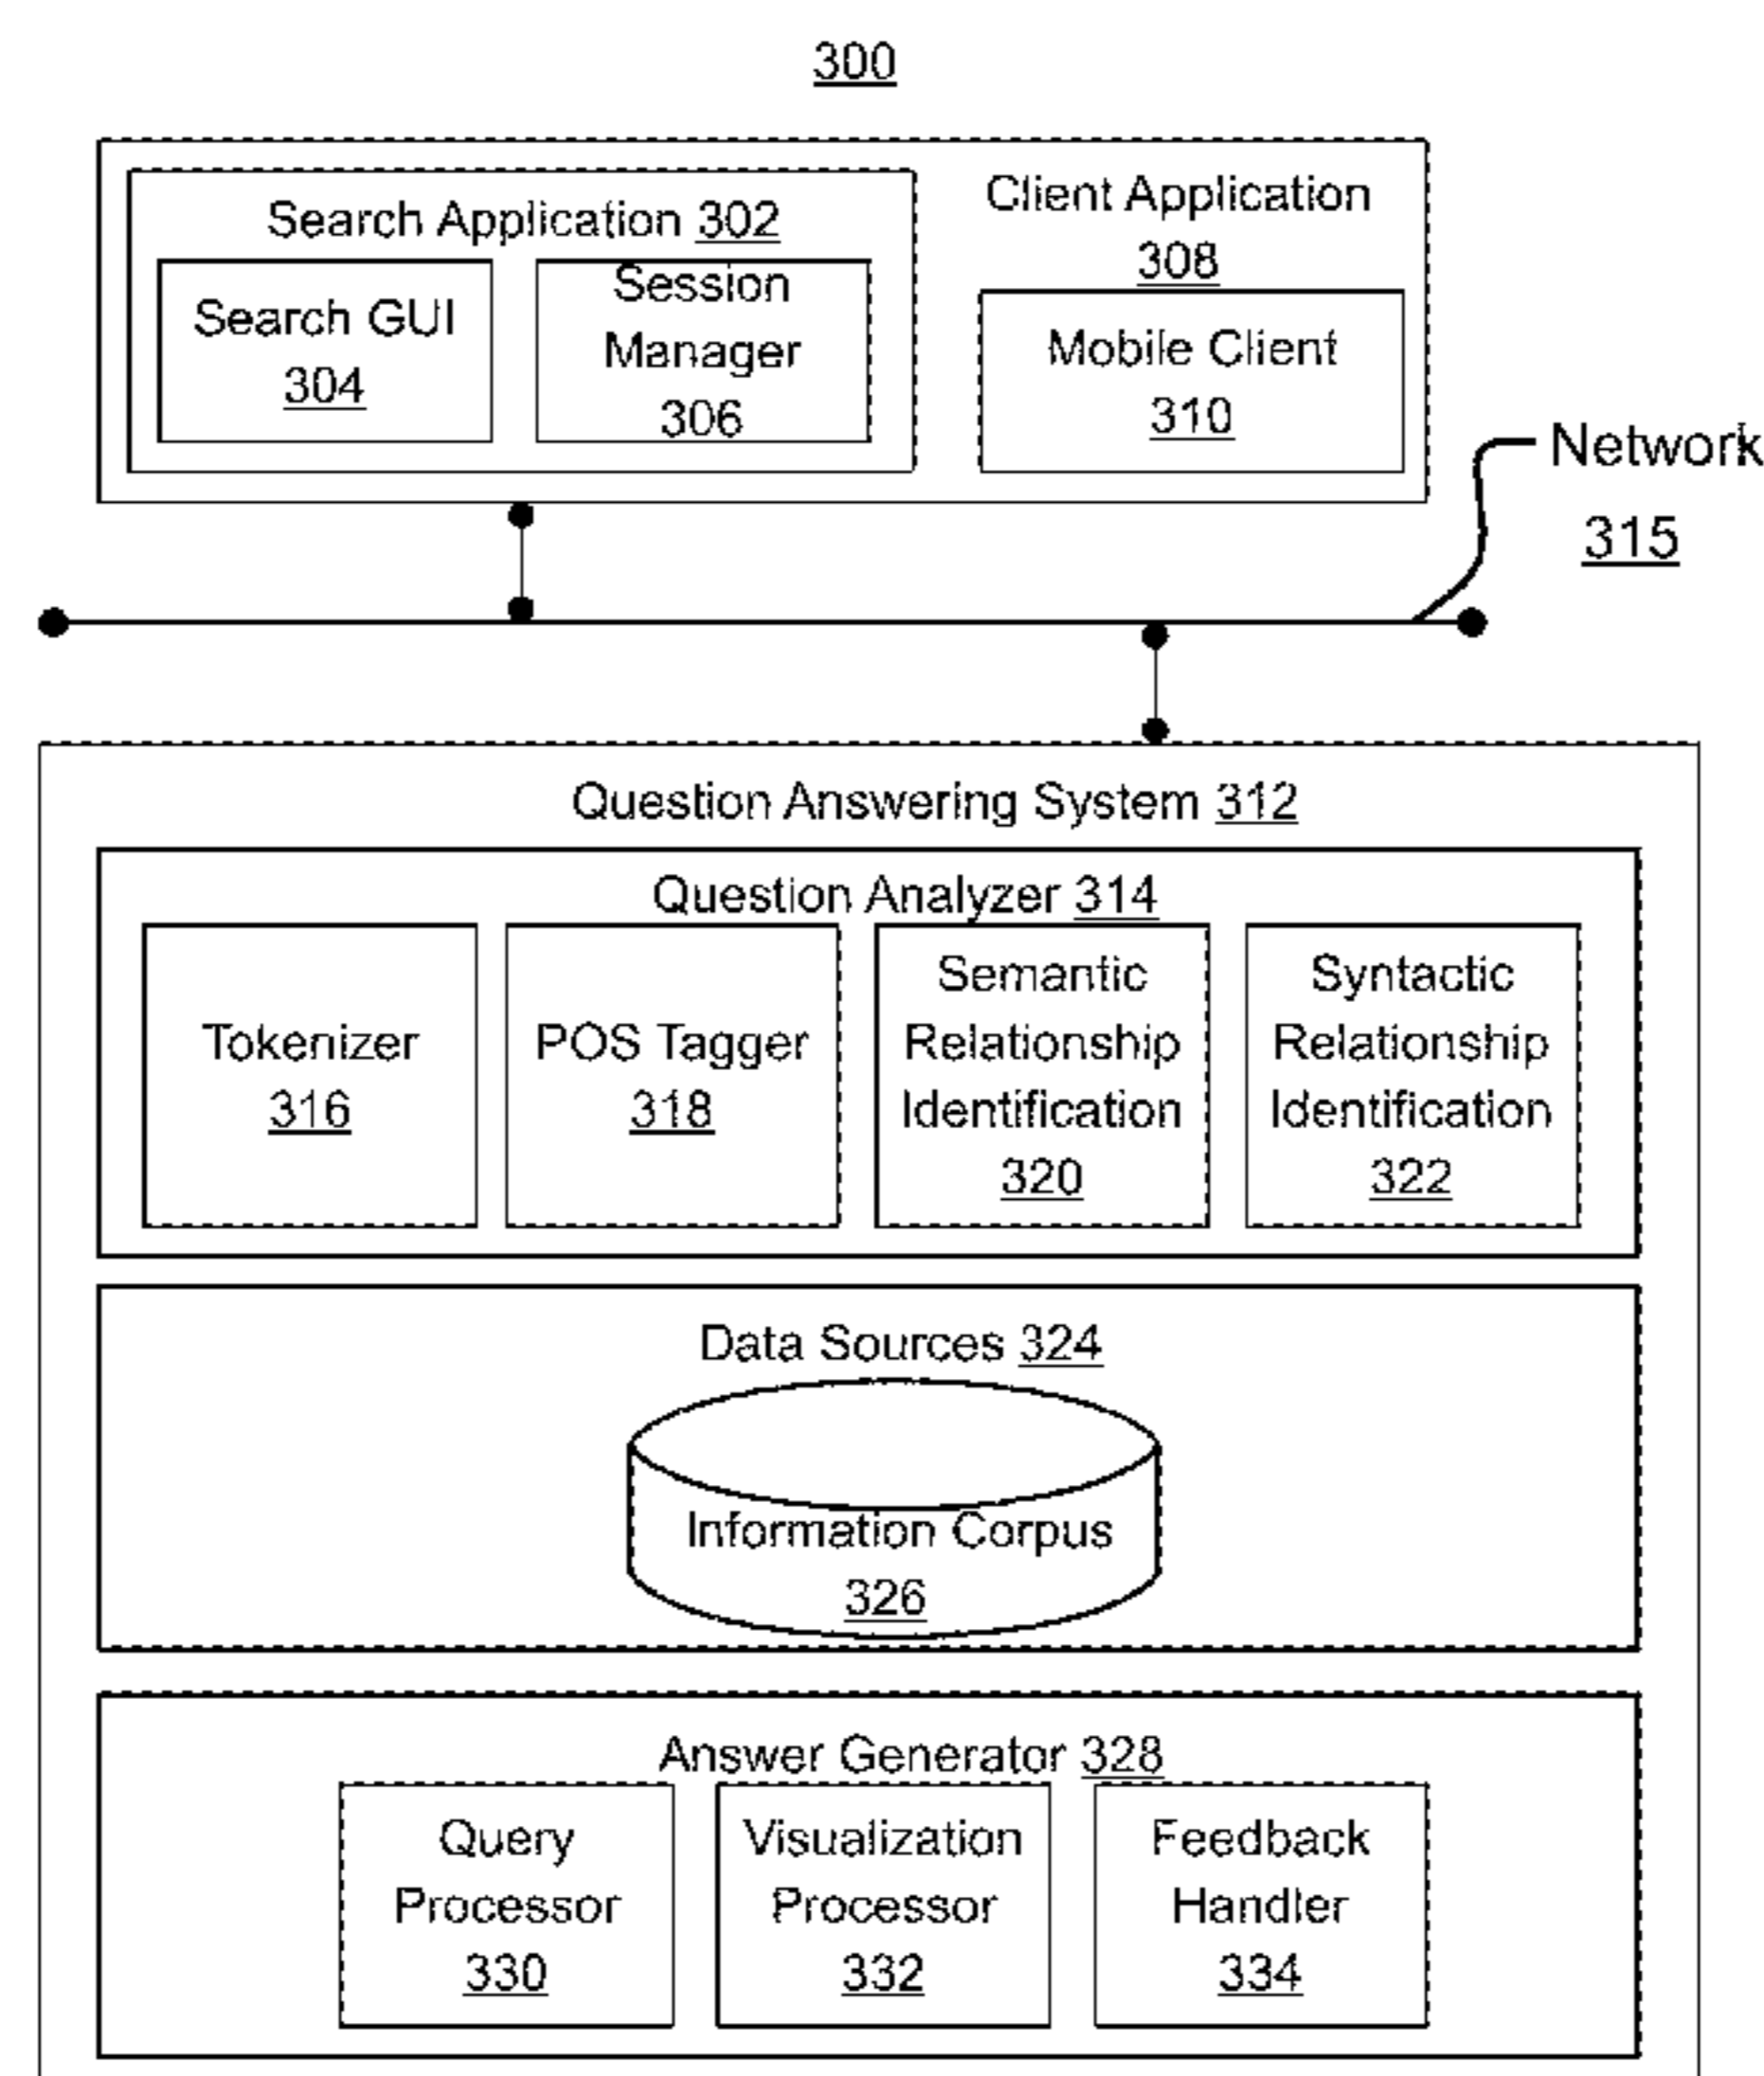 300
Search Application 302
Search GUI
304
Session
Manager
306
Client Application
308
Mobile Client
310
Network
315
Question Answering System 312
Question Analyzer 314
Tokenizer
316
POS Tagger
318
Semantic
Relationship
Identification
320
Syntactic
Relationship
Identification
322
Data Sources 324
Information Corpus
326
Answer Generator 328
Query
Processor
330
Visualization
Processor
332
Feedback
Handler
334